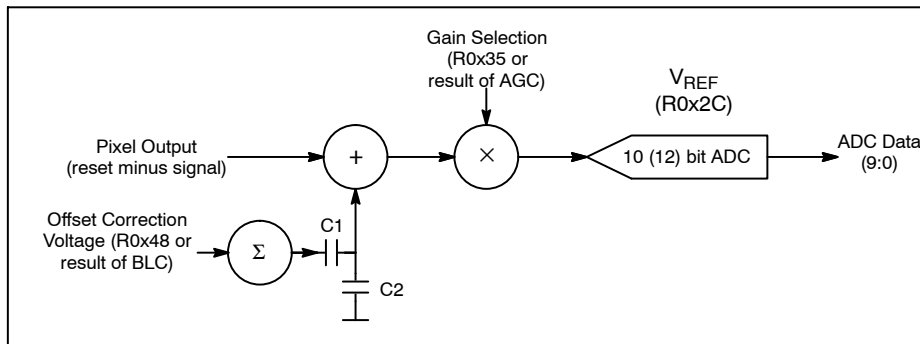 Gain Selection
(R0x35 or
result of AGC)
VREF
(R0x2C)
Pixel Output
(reset minus signal)
+
×
10 (12) bit ADC
ADC Data
(9:0)
Offset Correction
Voltage (R0x48 or
result of BLC)
Σ
C1
C2